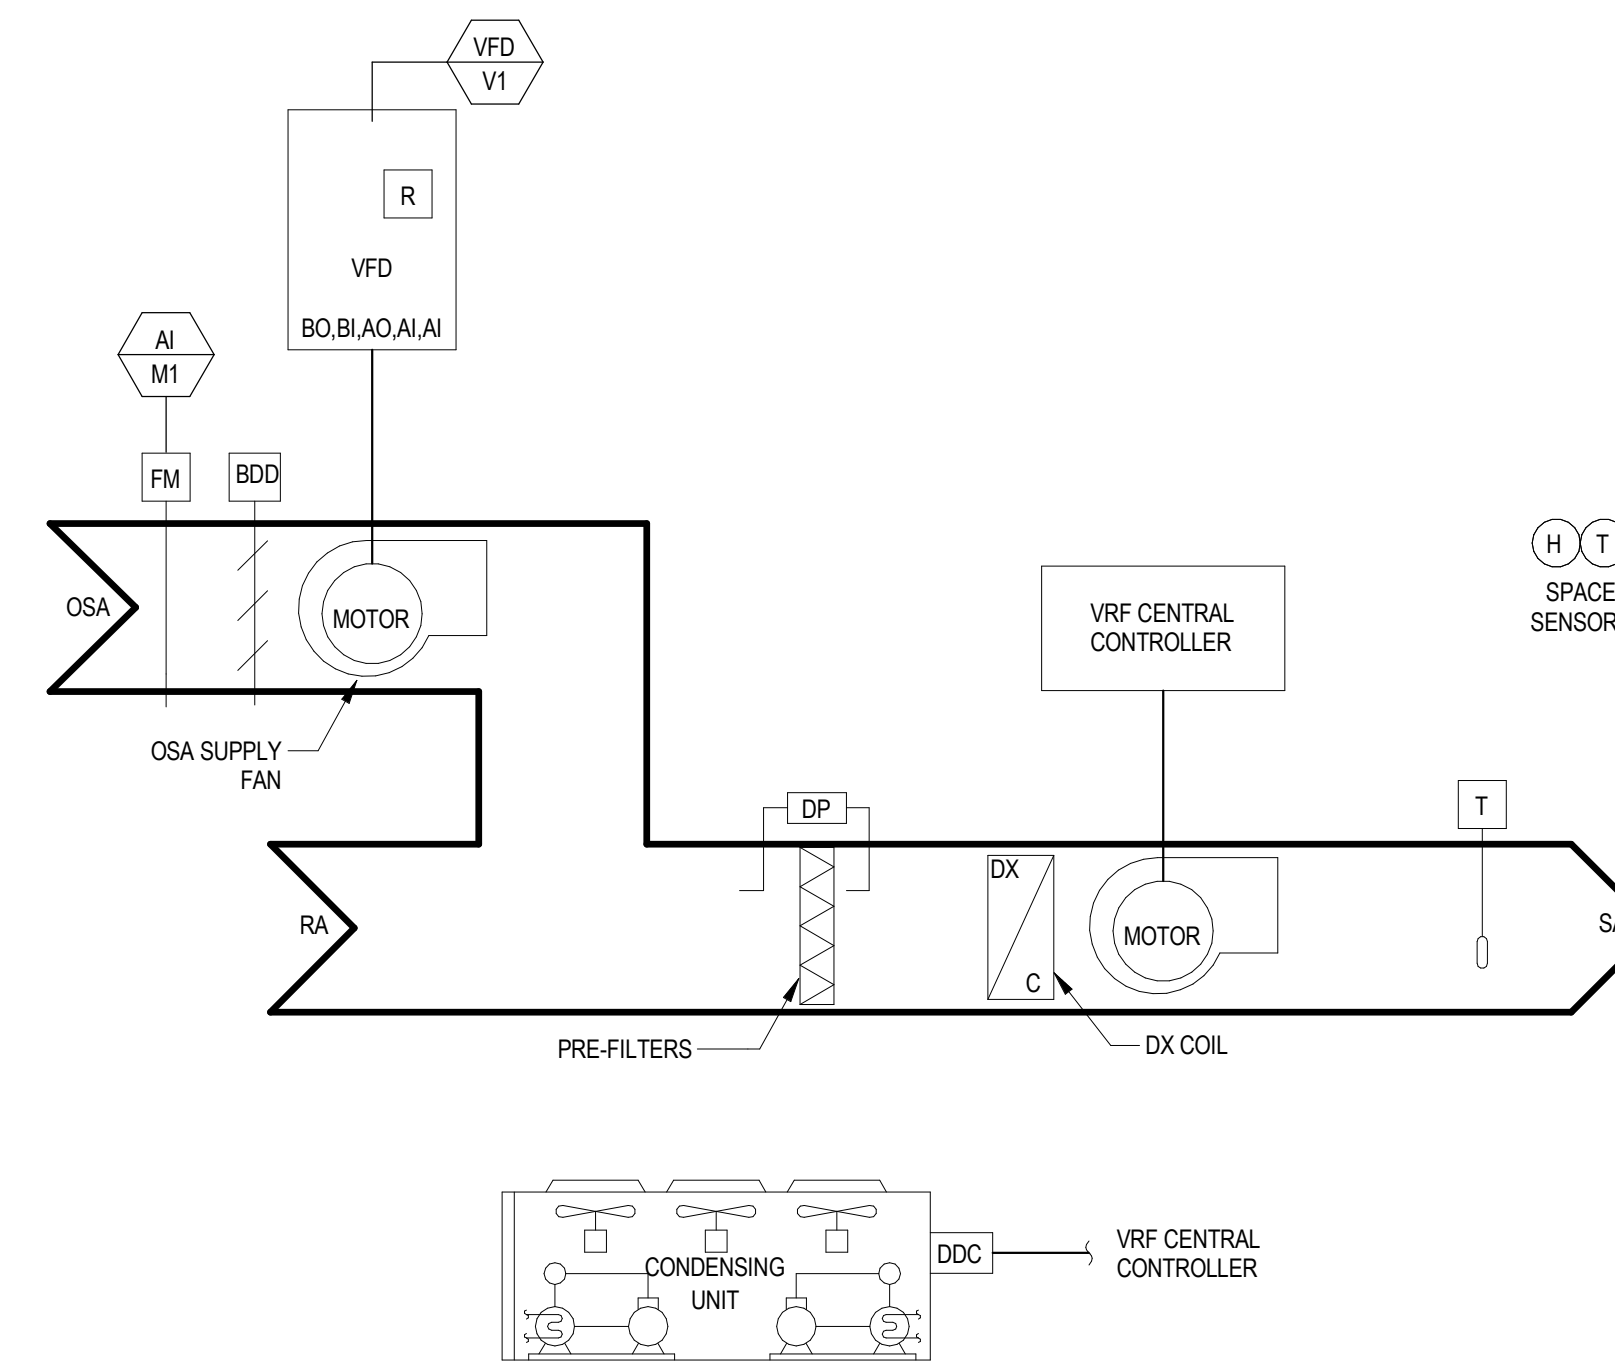 VFD
V1
R
VFD
BO,BI,AO,AI,AI
AI
M1
FM
BDD
OSA
MOTOR
OSA SUPPLY
FAN
H
T
SPACE
SENSOR
VRF CENTRAL
CONTROLLER
DP
T
DX
C
MOTOR
RA
PRE-FILTERS
DX COIL
CONDENSING
UNIT
DDC
VRF CENTRAL
CONTROLLER